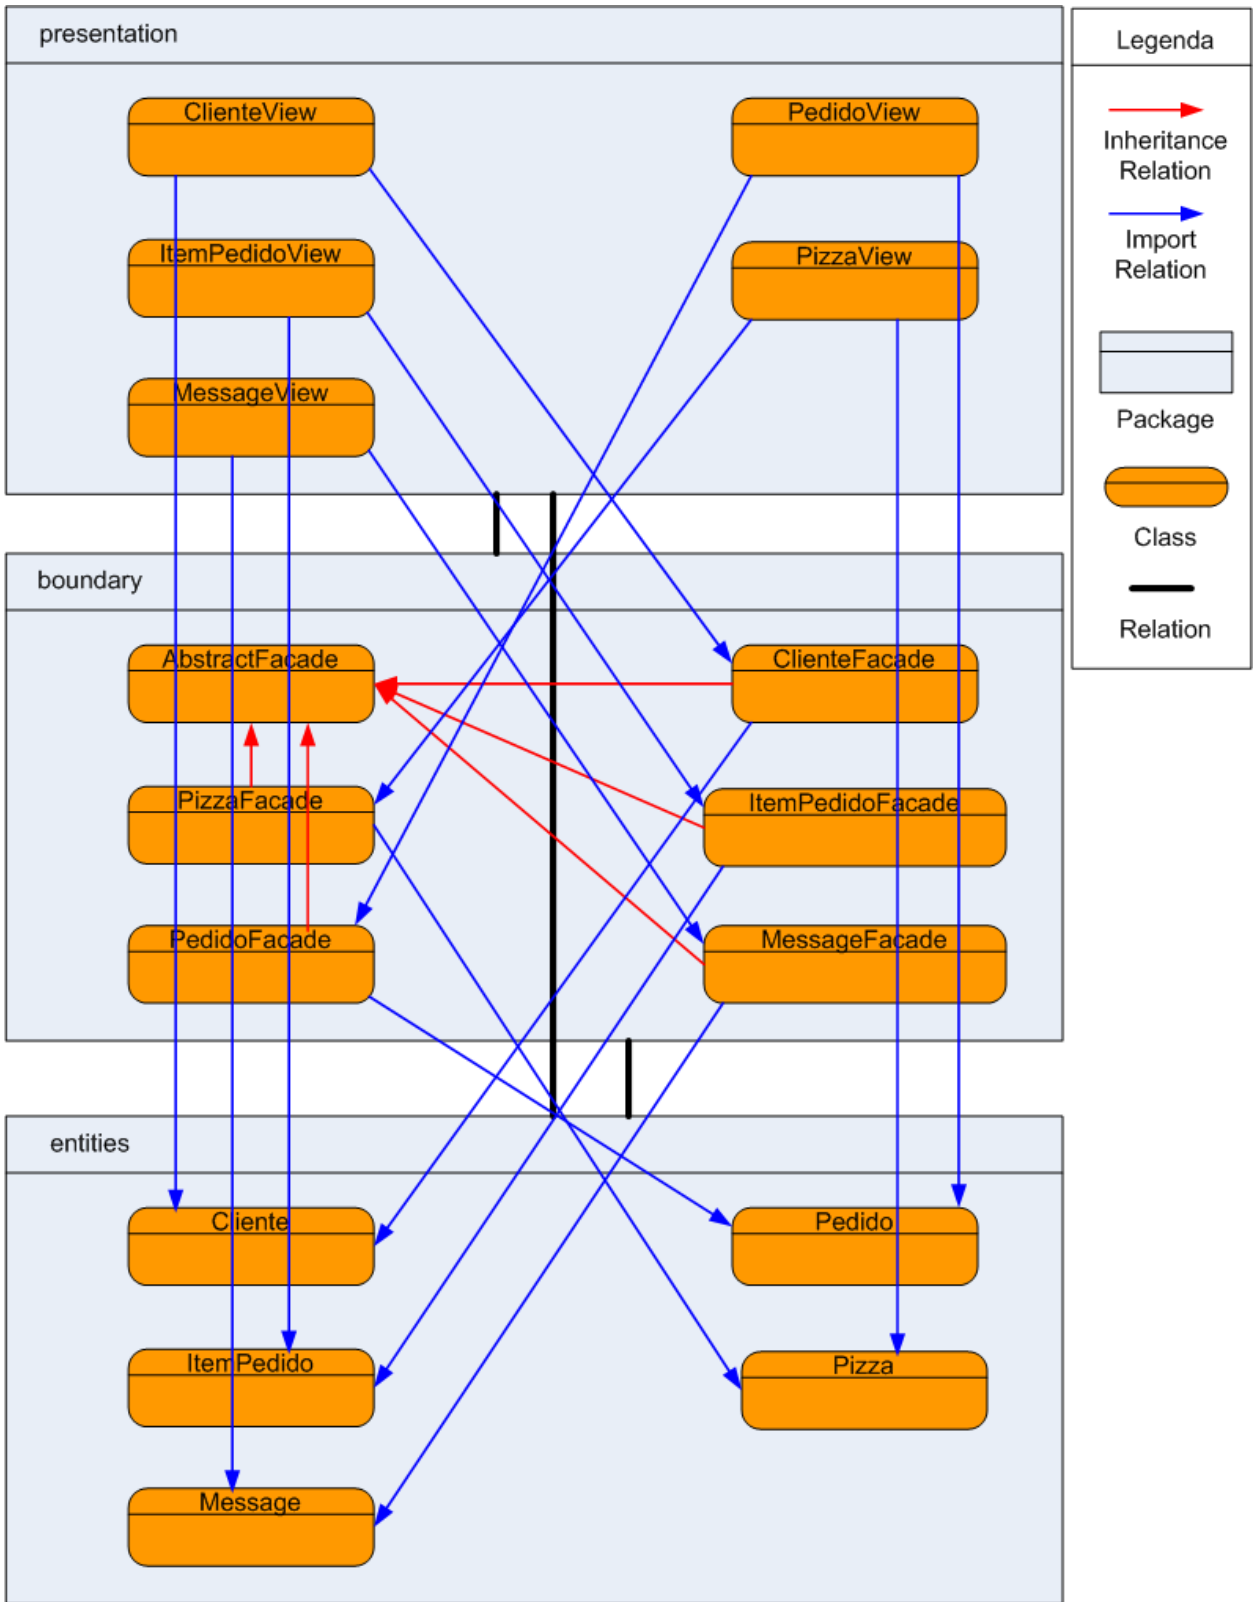 presentation
ClienteView
PedidoView
ItemPedidoView
PizzaView
MessageView
boundary
AbstractFacade
ClienteFacade
PizzaFacade
ItemPedidoFacade
PedidoFacade
MessageFacade
entities
Cliente
Pedido
ItemPedido
Pizza
Message
Legenda
Inheritance
Relation
Import
Relation
Package
Class
Relation